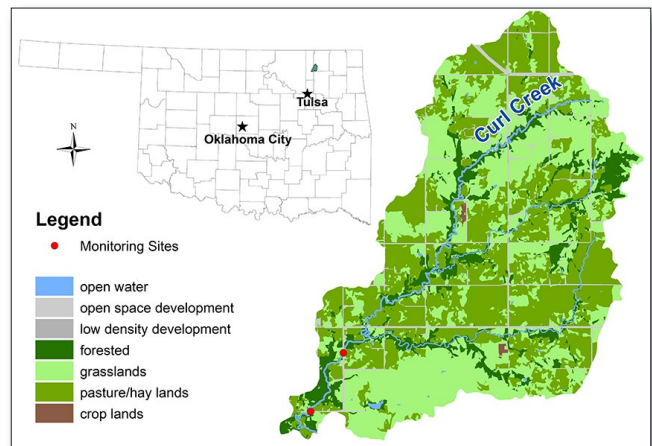 Tulsa
Oklahoma City
N
Curl Creek
Legend
Monitoring Sites
open water
open space development
low density development
forested
grasslands
pasture/hay lands
crop lands